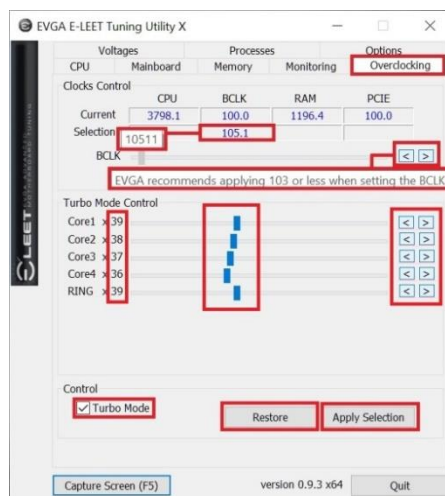 EVGA E-LEET Tuning Utility X
Voltages Processes Options
CPU Mainboard Memory Monitoring Overclocking
Clocks Control
CPU BCLK RAM PCIE
Current 3798.1 100.0 1196.4 100.0
Selection 10511 105.1
BCLK < >
EVGA recommends applying 103 or less when setting the BCLK
Turbo Mode Control
Core1 x 39 < >
Core2 x 38 < >
Core3 x 37 < >
Core4 x 36 < >
RING x 39 < >
Control
Turbo Mode
Restore Apply Selection
Capture Screen (F5) version 0.9.3 x64 Quit
E-LEET